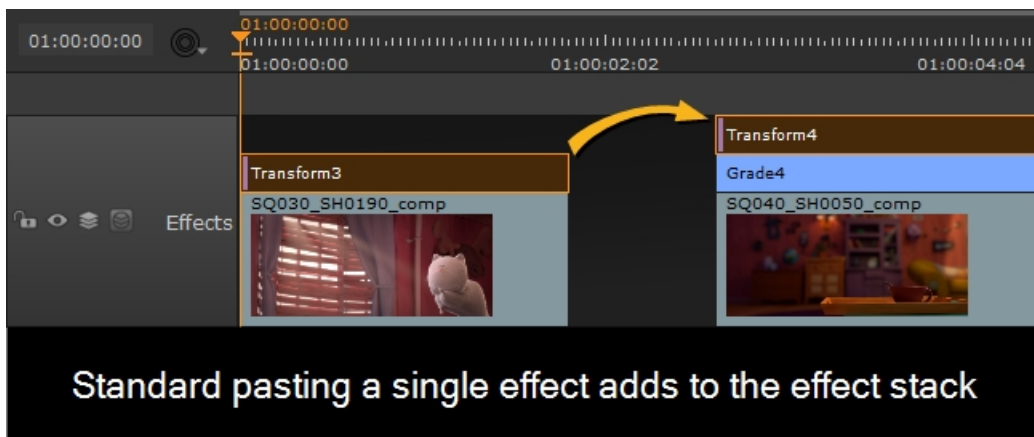 01:00:00:00
01:00:00:00
01:00:00:00
01:00:02:02
01:00:04:04
Transform4
Transform3
Grade4
SQ030_SH0190_comp
SQ040_SH0050_comp
Effects
Standard pasting a single effect adds to the effect stack